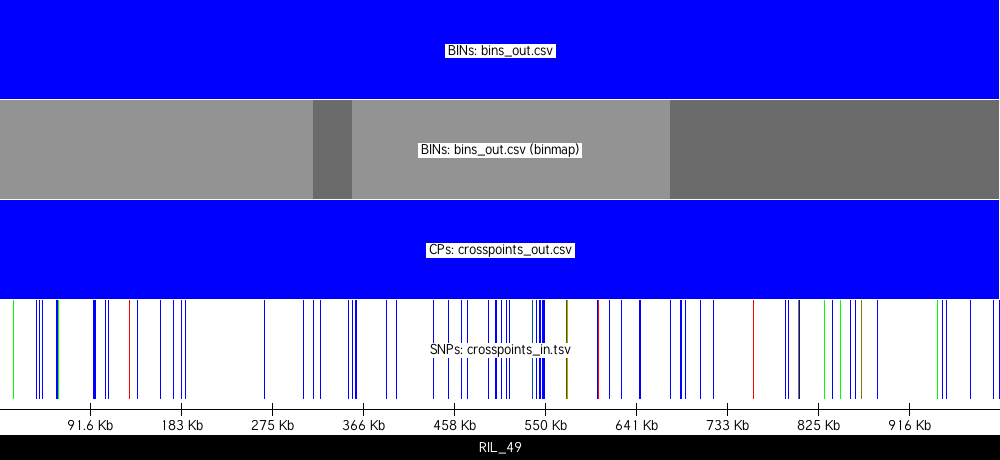 BINs: bins_out.csv
BINs: bins_out.csv (binmap)
CPs: crosspoints_out.csv
SNPs: crosspoints_in.tsv
91.6 Kb 183 Kb 275 Kb 366 Kb 458 Kb 550 Kb 641 Kb 733 Kb 825 Kb 916 Kb
RIL_49